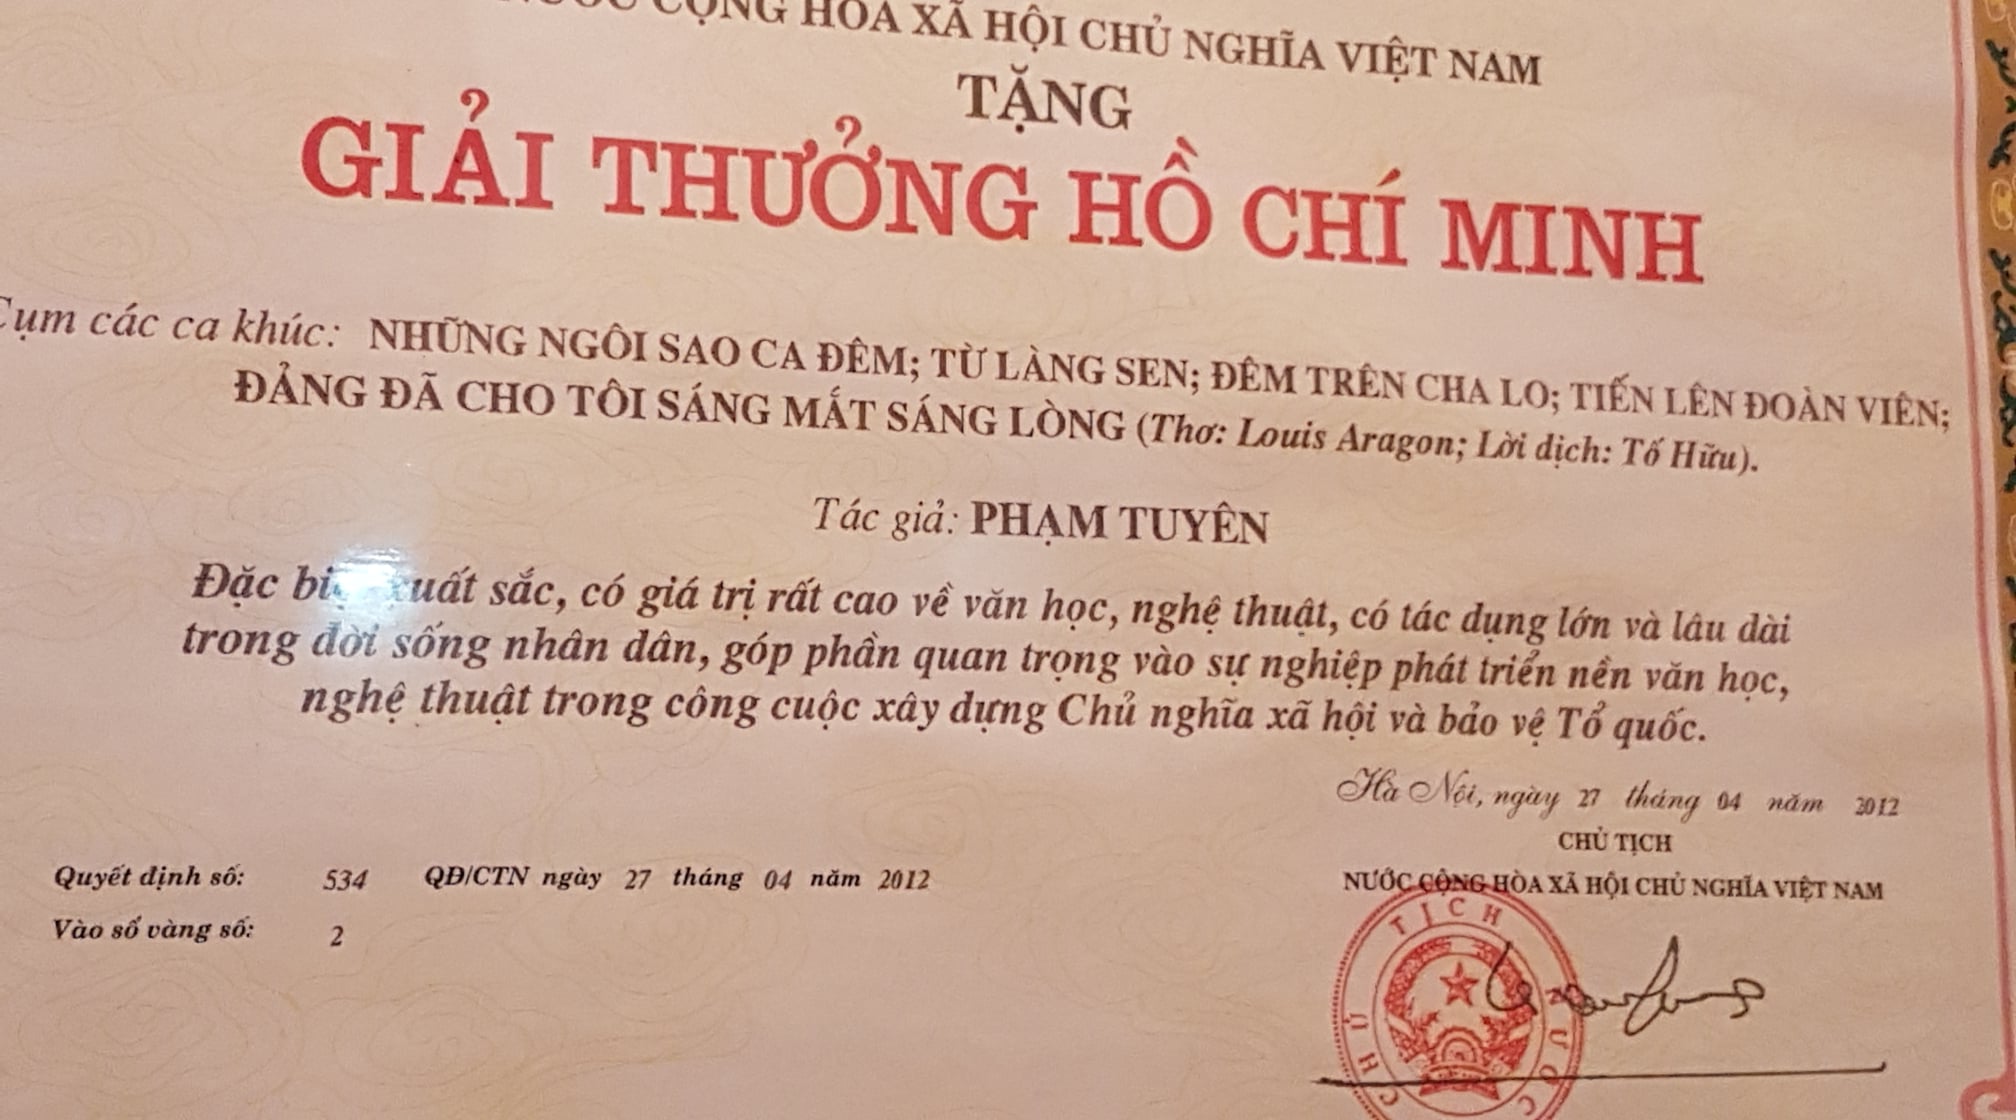 CỘNG HÒA XÃ HỘI CHỦ NGHĨA VIỆT NAM
TẶNG
GIẢI THƯỞNG HỒ CHÍ MINH
Cụm các ca khúc: NHỮNG NGÔI SAO CA ĐÊM; TỪ LÀNG SEN; ĐÊM TRÊN CHA LO; TIẾN LÊN ĐOÀN VIÊN;
ĐẢNG ĐÃ CHO TÔI SÁNG MẮT SÁNG LÒNG (Thơ: Louis Aragon; Lời dịch: Tố Hữu).
Tác giả: PHẠM TUYÊN
Đặc xuất sắc, có giá trị rất cao về văn học, nghệ thuật, có tác dụng lớn và lâu dài
trong đời sống nhân dân, góp phần quan trọng vào sự nghiệp phát triển nền văn học,
nghệ thuật trong công cuộc xây dựng Chủ nghĩa xã hội và bảo vệ Tổ quốc.
Hà Nội, ngày 27 tháng 04 năm 2012
CHỦ TỊCH
NƯỚC CỘNG HÒA XÃ HỘI CHỦ NGHĨA VIỆT NAM
Quyết định số: 534 QĐ/CTN ngày 27 tháng 04 năm 2012
Vào sổ vàng số: 2
CHỦ TỊCH NƯỚC